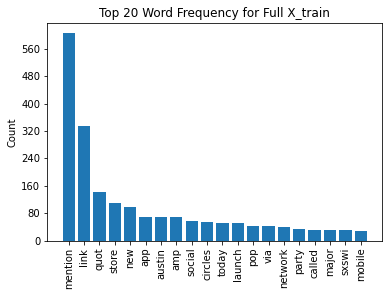 Top 20 Word Frequency for Full X_train
Count
560
480
400
320
240
160
80
0
mention
link
quot
store
new
app
austin
amp
social
circles
today
launch
pop
via
network
party
called
major
sxswi
mobile